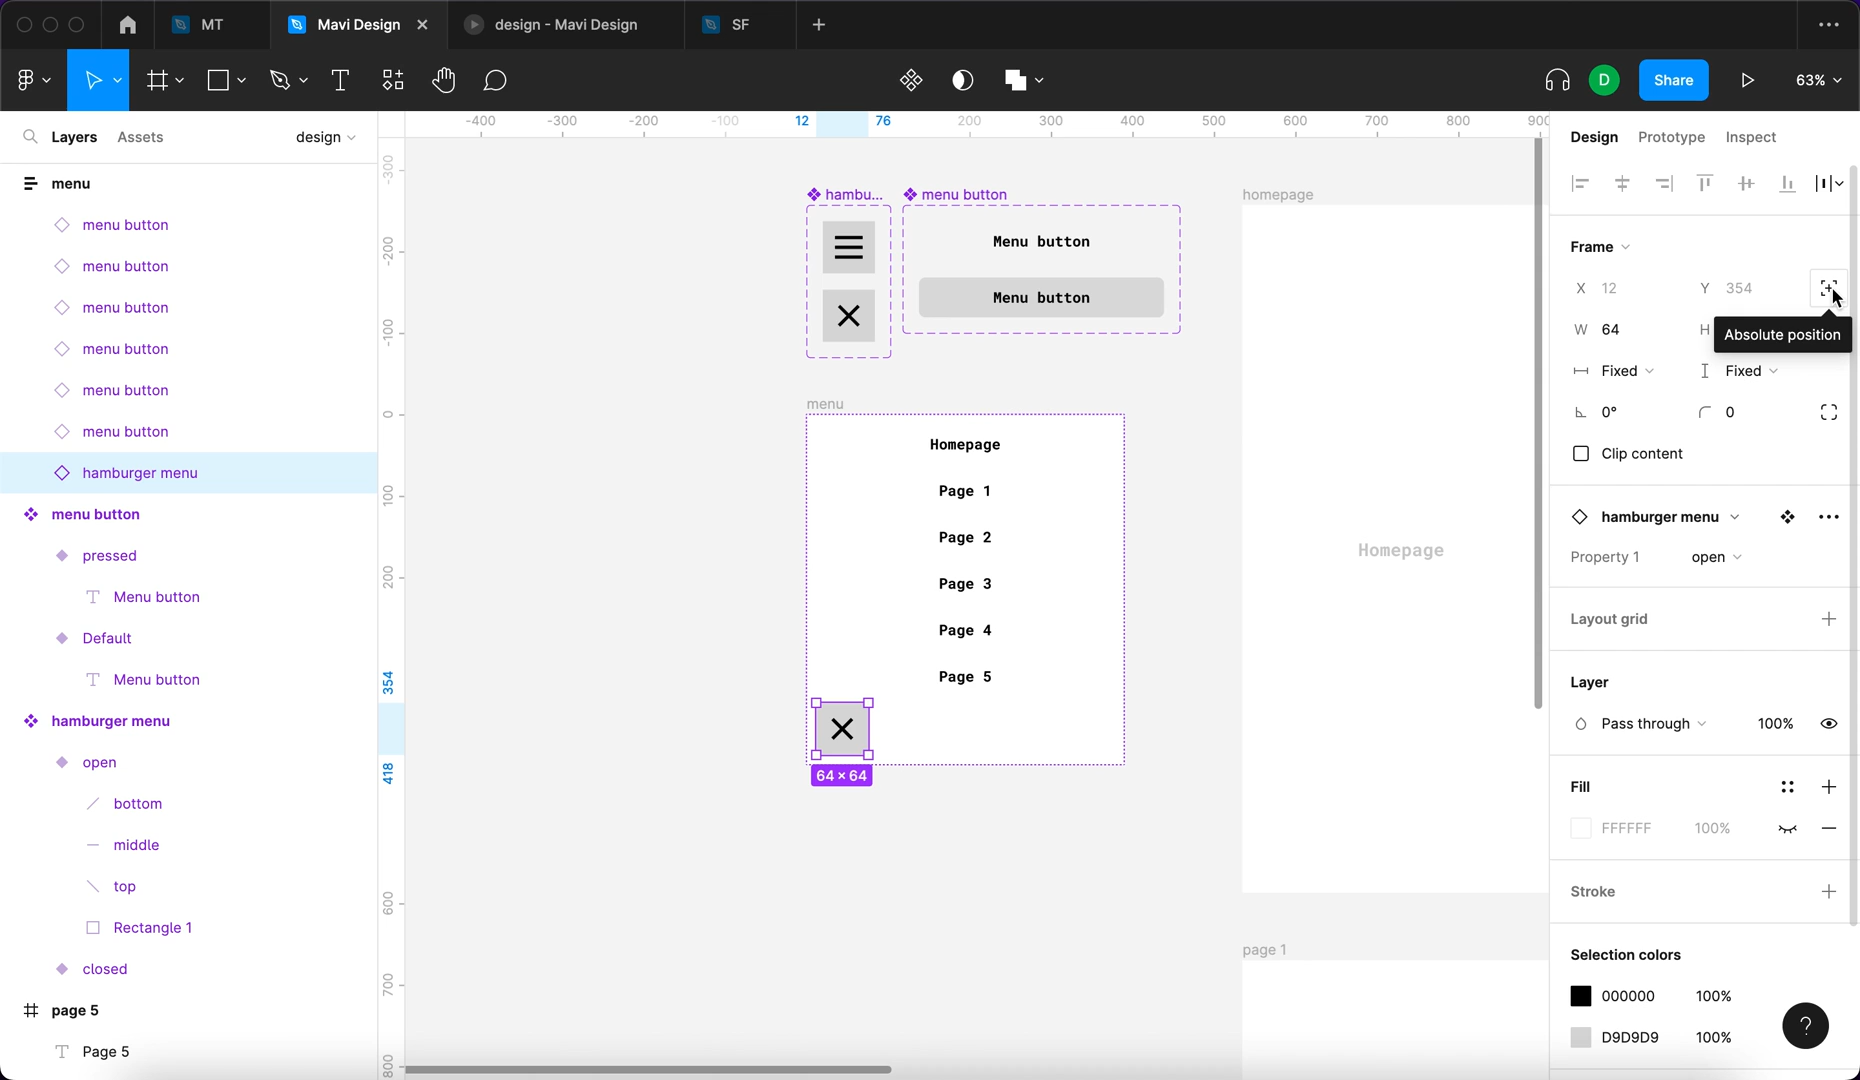 MT
Mavi Design
design - Mavi Design
SF
D
Share
63%
Layers
Assets
design
menu
menu button
menu button
menu button
menu button
menu button
menu button
hamburger menu
menu button
pressed
Menu button
Default
Menu button
hamburger menu
open
bottom
middle
top
Rectangle 1
closed
page 5
Page 5
-400 -300 -200 -100 12 76 200 300 400 500 600 700 800 900
-300
-200
-100
0
100
200
354
418
600
700
800
hambu...
menu button
Menu button
Menu button
menu
Homepage
Page 1
Page 2
Page 3
Page 4
Page 5
64 × 64
homepage
Homepage
page 1
Design
Prototype
Inspect
Frame
X 12
Y 354
W 64
H
Absolute position
Fixed
Fixed
0°
0
Clip content
hamburger menu
Property 1
open
Layout grid
Layer
Pass through
100%
Fill
FFFFFF
100%
Stroke
Selection colors
000000
100%
D9D9D9
100%
?